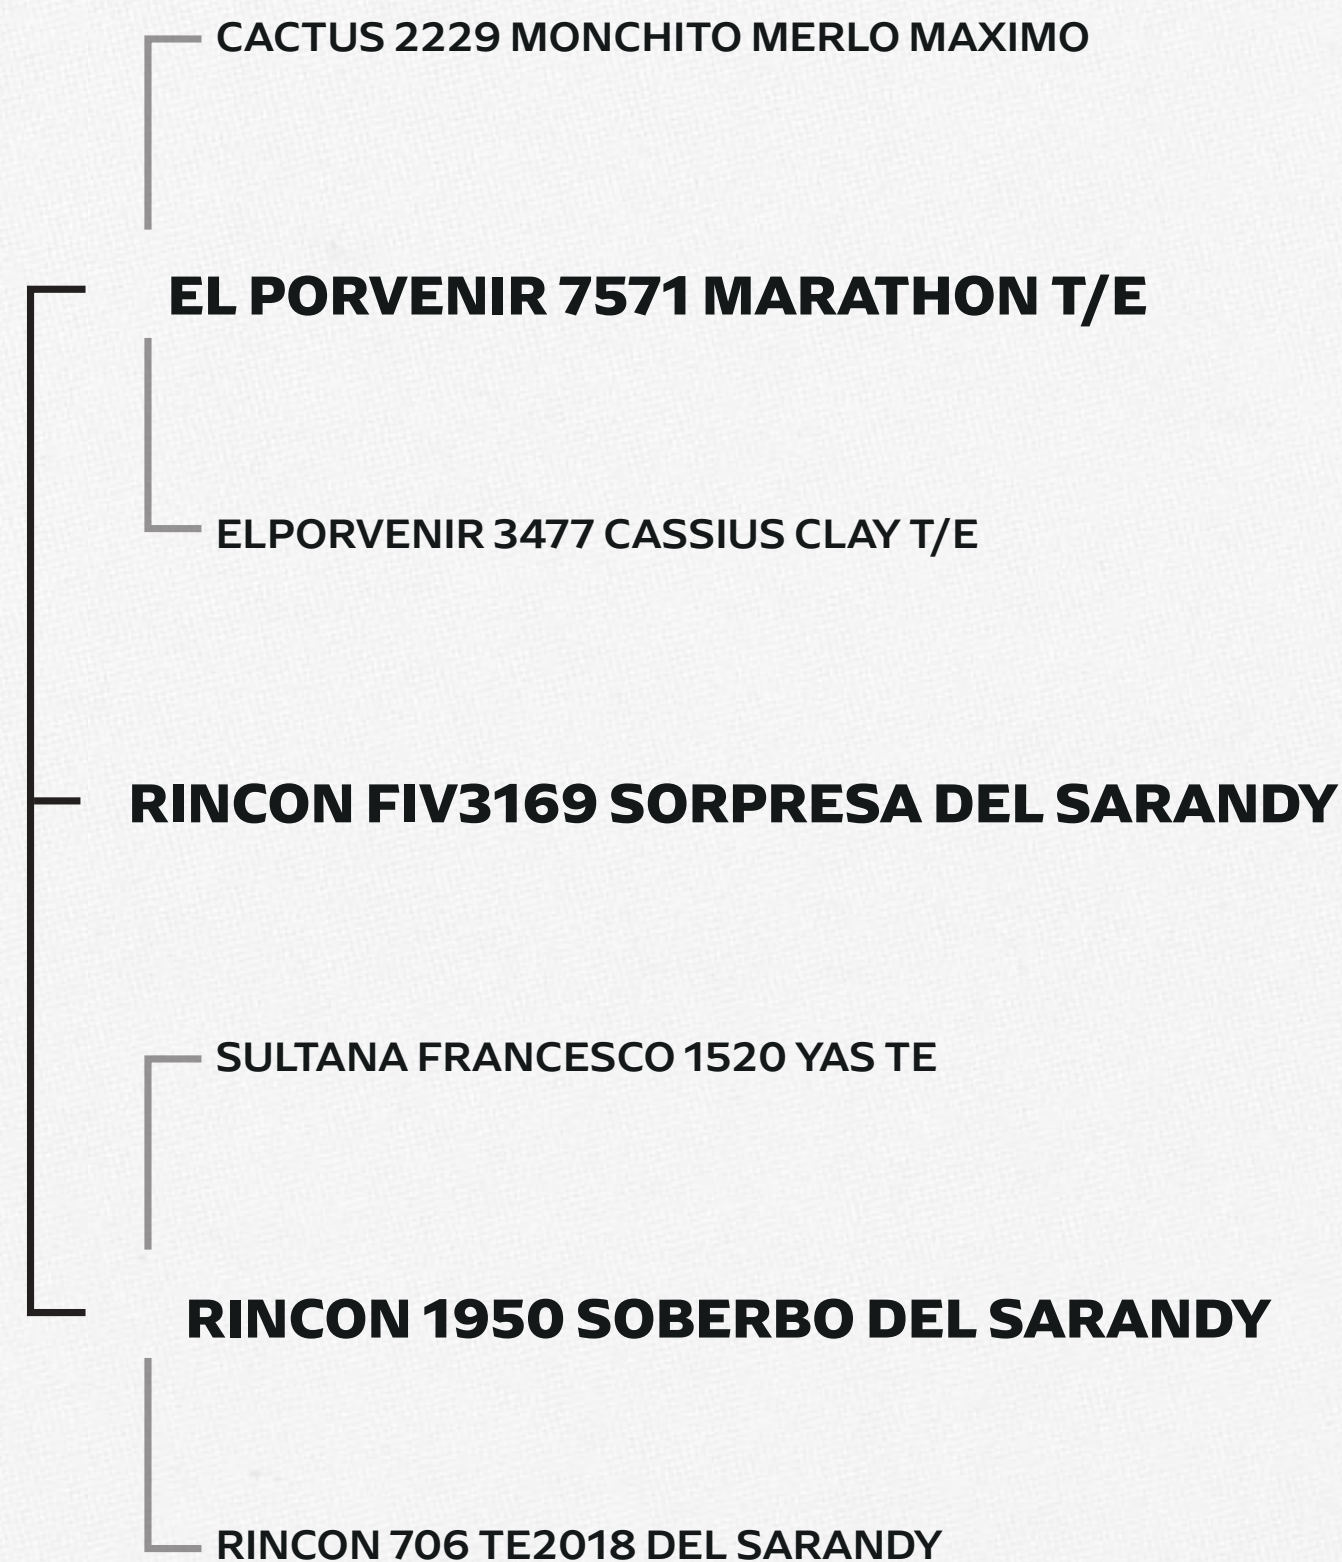 CACTUS 2229 MONCHITO MERLO MAXIMO
EL PORVENIR 7571 MARATHON T/E
ELPORVENIR 3477 CASSIUS CLAY T/E
RINCON FIV3169 SORPRESA DEL SARANDY
SULTANA FRANCESCO 1520 YAS TE
RINCON 1950 SOBERBO DEL SARANDY
RINCON 706 TE2018 DEL SARANDY